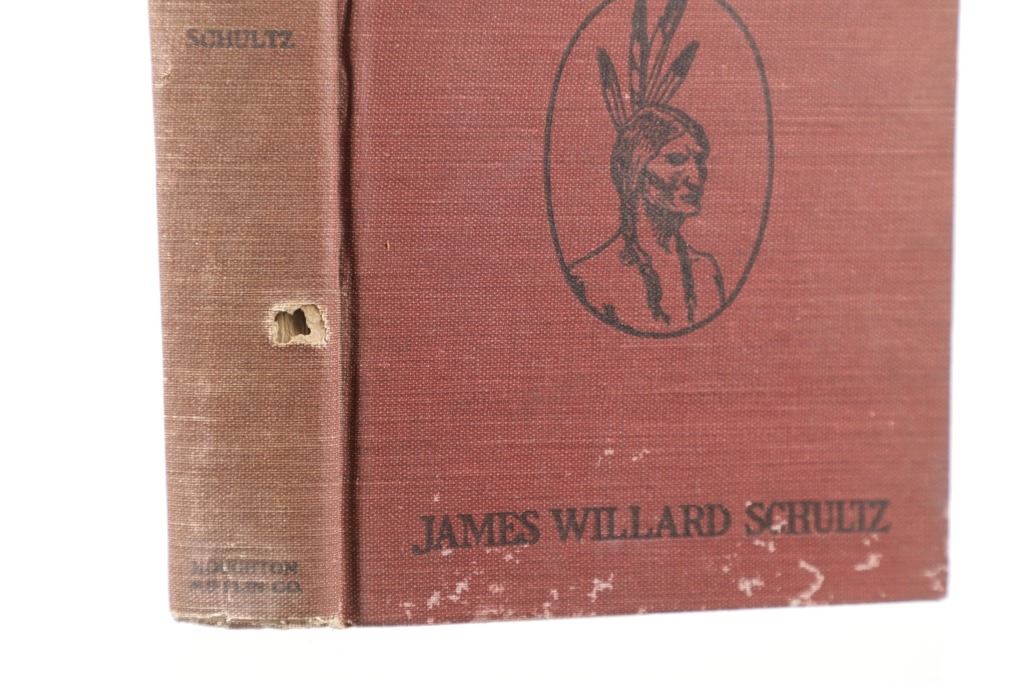 SCHULTZ
HOUGHTON
MIFFLIN CO.
JAMES WILLARD SCHULTZ